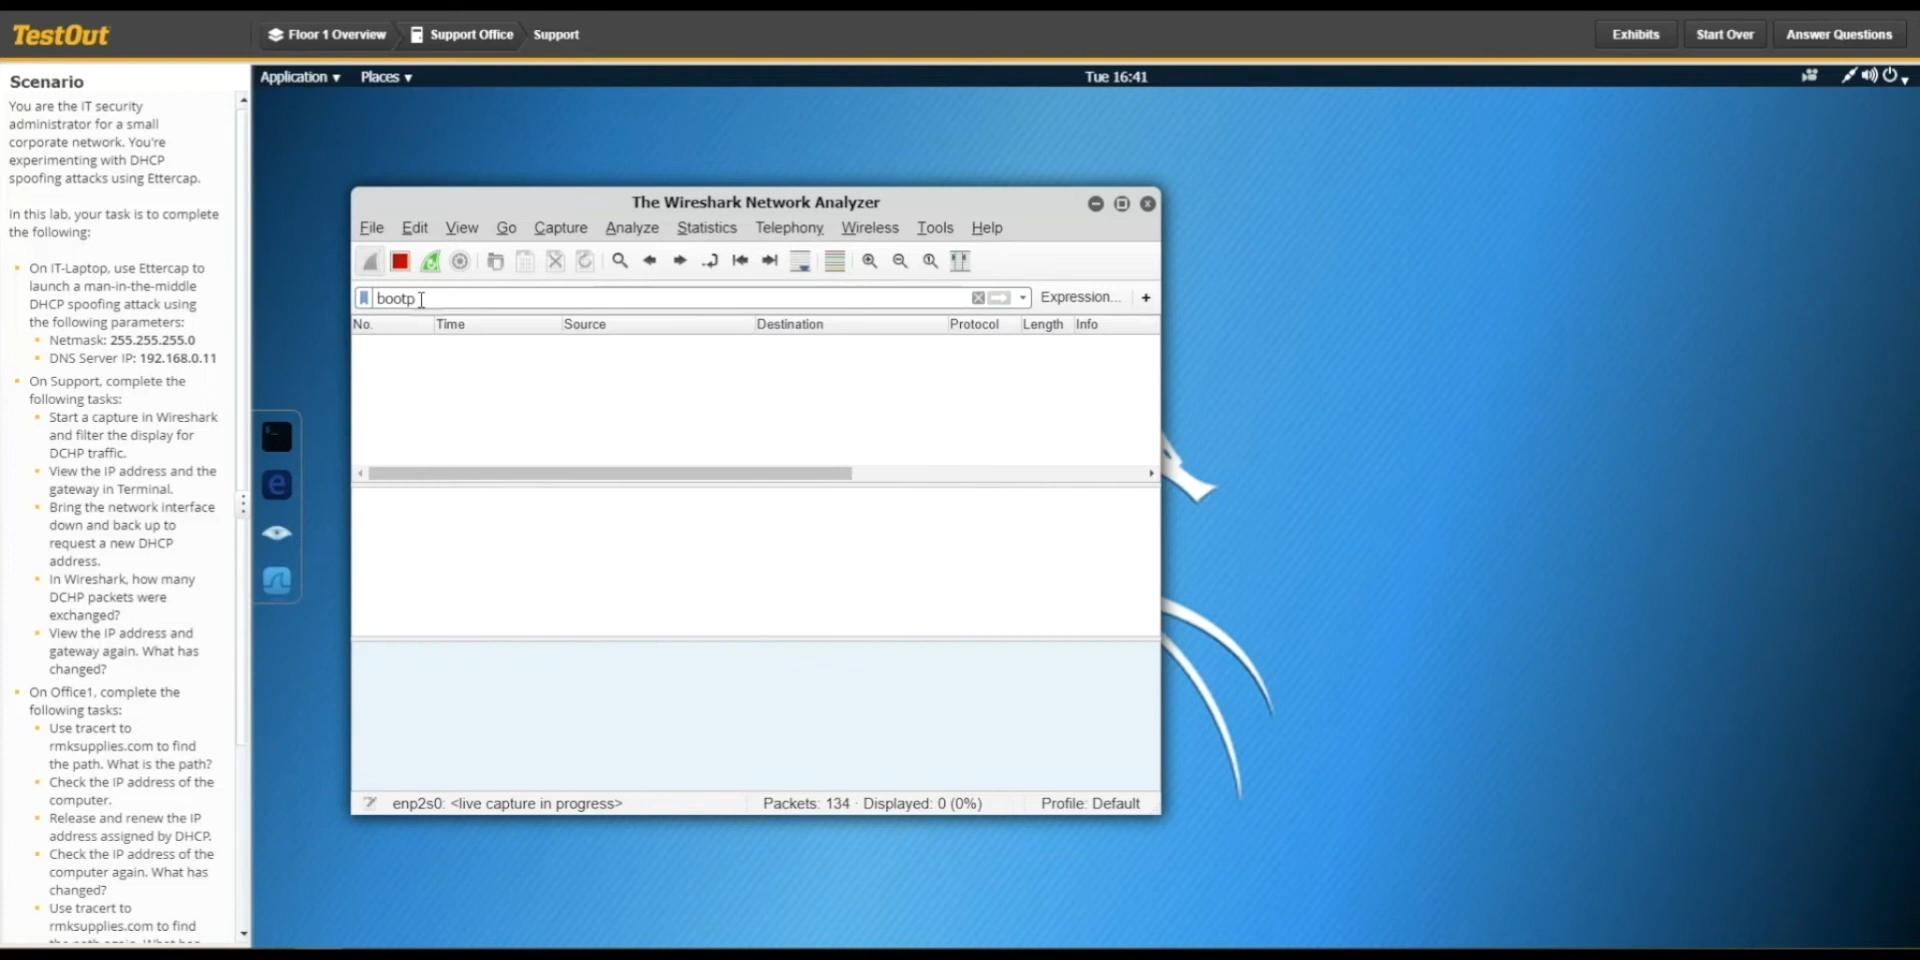 TestOut
Floor 1 Overview
Support Office
Support
Exhibits
Start Over
Answer Questions
Scenario
You are the IT security
administrator for a small
corporate network. You're
experimenting with DHCP
spoofing attacks using Ettercap.
In this lab, your task is to complete
the following:
On IT-Laptop, use Ettercap to
launch a man-in-the-middle
DHCP spoofing attack using
the following parameters:
Netmask: 255.255.255.0
DNS Server IP: 192.168.0.11
On Support, complete the
following tasks:
Start a capture in Wireshark
and filter the display for
DCHP traffic.
View the IP address and the
gateway in Terminal.
Bring the network interface
down and back up to
request a new DHCP
address.
In Wireshark, how many
DCHP packets were
exchanged?
View the IP address and
gateway again. What has
changed?
On Office1, complete the
following tasks:
Use tracert to
rmksupplies.com to find
the path. What is the path?
Check the IP address of the
computer.
Release and renew the IP
address assigned by DHCP.
Check the IP address of the
computer again. What has
changed?
Use tracert to
rmksupplies.com to find
Application Places Tue 16:41
The Wireshark Network Analyzer
File Edit View Go Capture Analyze Statistics Telephony Wireless Tools Help
bootp Expression... +
No. Time Source Destination Protocol Length Info
enp2s0: <live capture in progress> Packets: 134 · Displayed: 0 (0%) Profile: Default